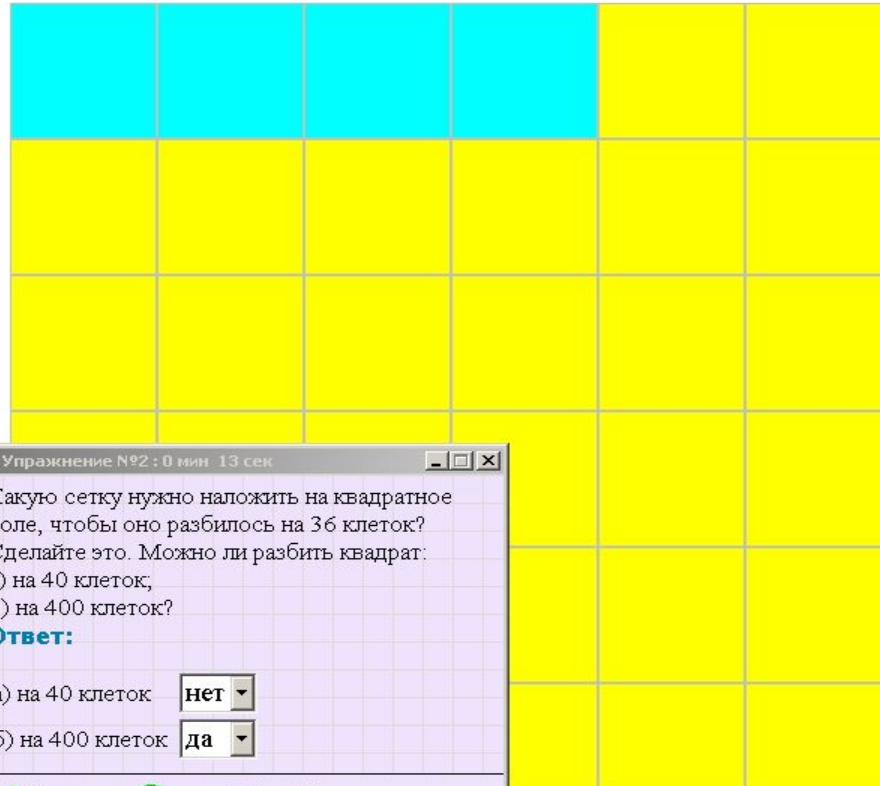 Упражнение №2 : 0 мин 13 сек
акую сетку нужно наложить на квадратное
оле, чтобы оно разбилось на 36 клеток?
Сделайте это. Можно ли разбить квадрат:
) на 40 клеток;
) на 400 клеток?
Ответ:
а) на 40 клеток нет
б) на 400 клеток да